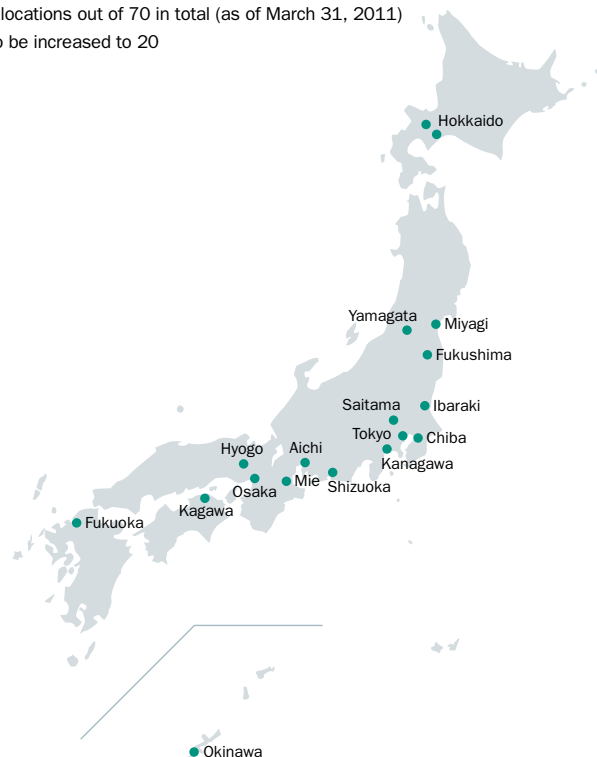 locations out of 70 in total (as of March 31, 2011)
be increased to 20
Hokkaido
Yamagata
Miyagi
Fukushima
Saitama
Ibaraki
Tokyo
Chiba
Kanagawa
Hyogo
Aichi
Osaka
Mie
Shizuoka
Kagawa
Fukuoka
Okinawa